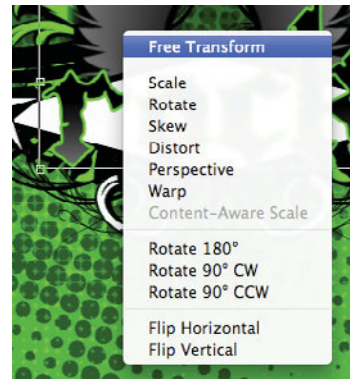 Free Transform
Scale
Rotate
Skew
Distort
Perspective
Warp
Content-Aware Scale
Rotate 180°
Rotate 90° CW
Rotate 90° CCW
Flip Horizontal
Flip Vertical